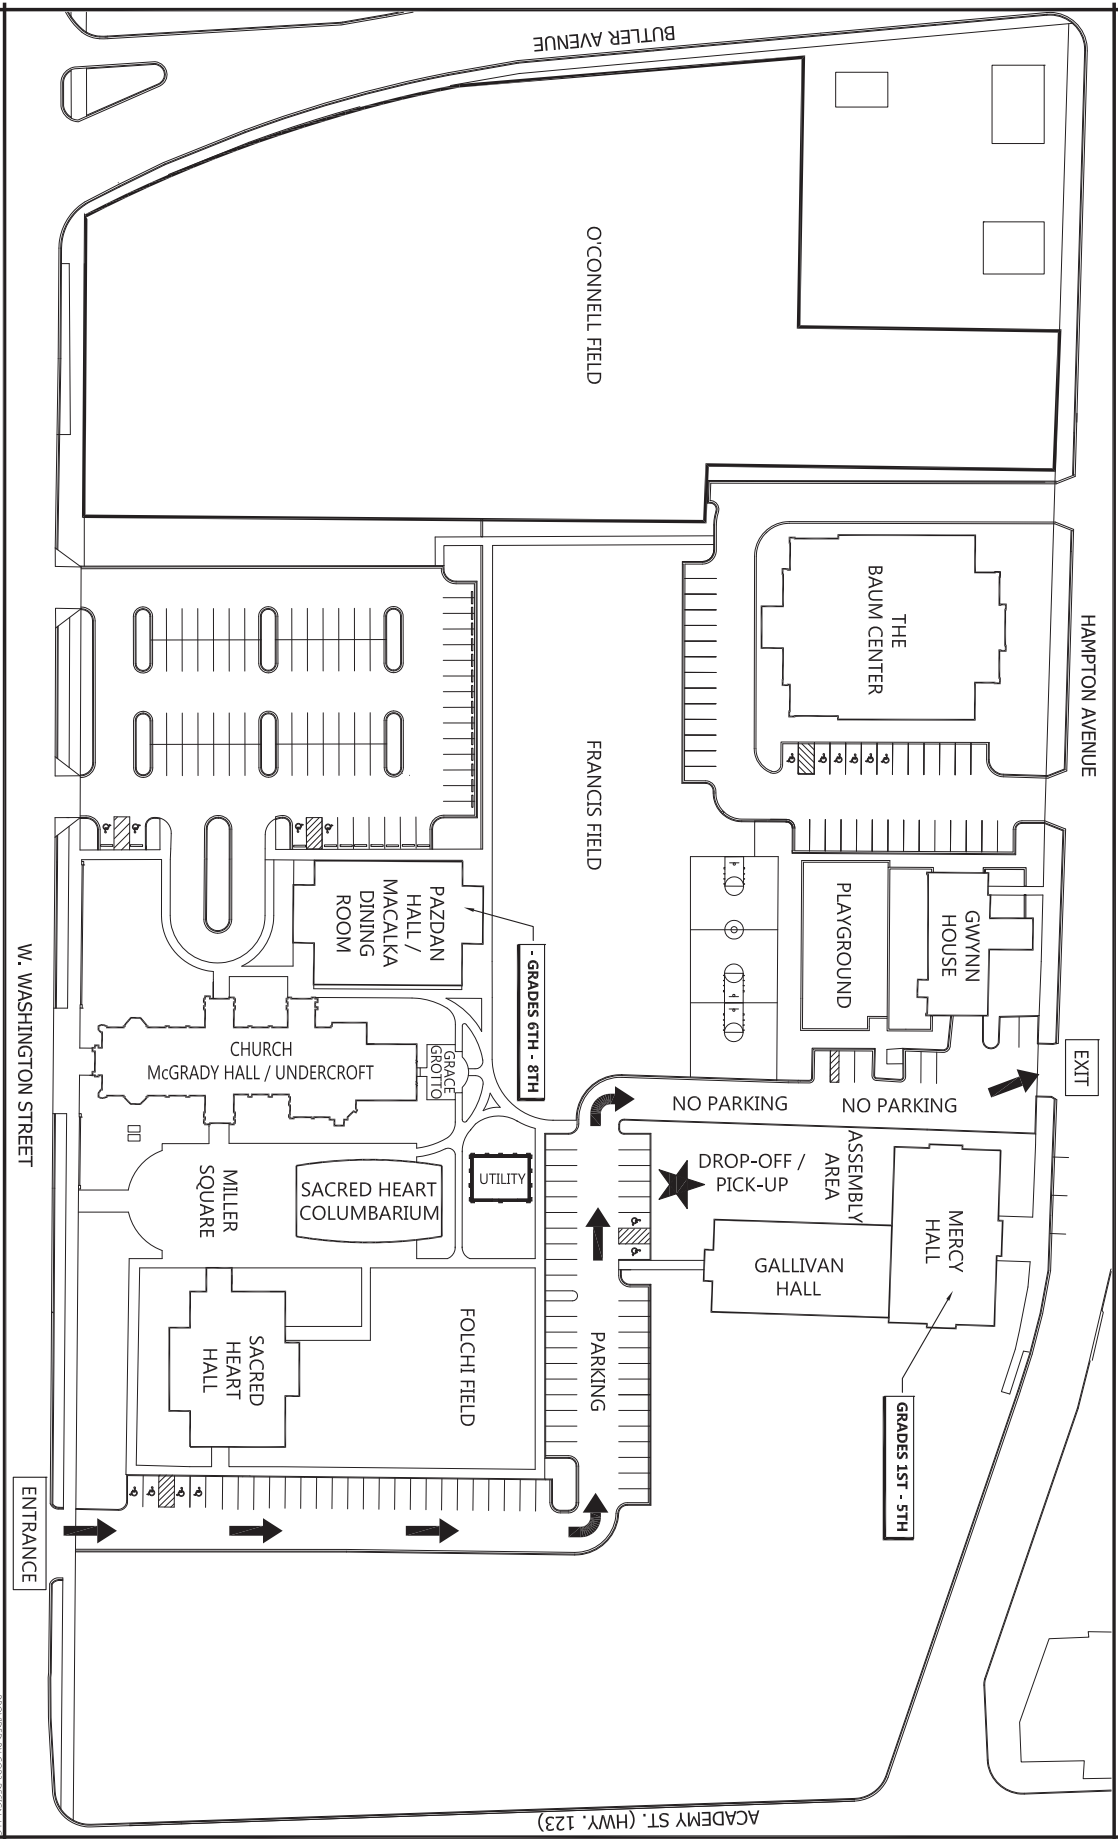 BUTLER AVENUE
O'CONNELL FIELD
HAMPTON AVENUE
THE
BAUM CENTER
FRANCIS FIELD
PLAYGROUND
GWYNN
HOUSE
PAZDAN
HALL /
MACALKA
DINING
ROOM
- GRADES 6TH - 8TH
W. WASHINGTON STREET
CHURCH
McGRADY HALL / UNDERCROFT
GRACE
GROTTO
EXIT
NO PARKING
NO PARKING
DROP-OFF /
PICK-UP
ASSEMBLY
AREA
UTILITY
MILLER
SQUARE
SACRED HEART
COLUMBARIUM
MERCY
HALL
GALLIVAN
HALL
FOLCHI FIELD
PARKING
SACRED
HEART
HALL
GRADES 1ST - 5TH
ENTRANCE
ACADEMY ST. (HWY. 123)